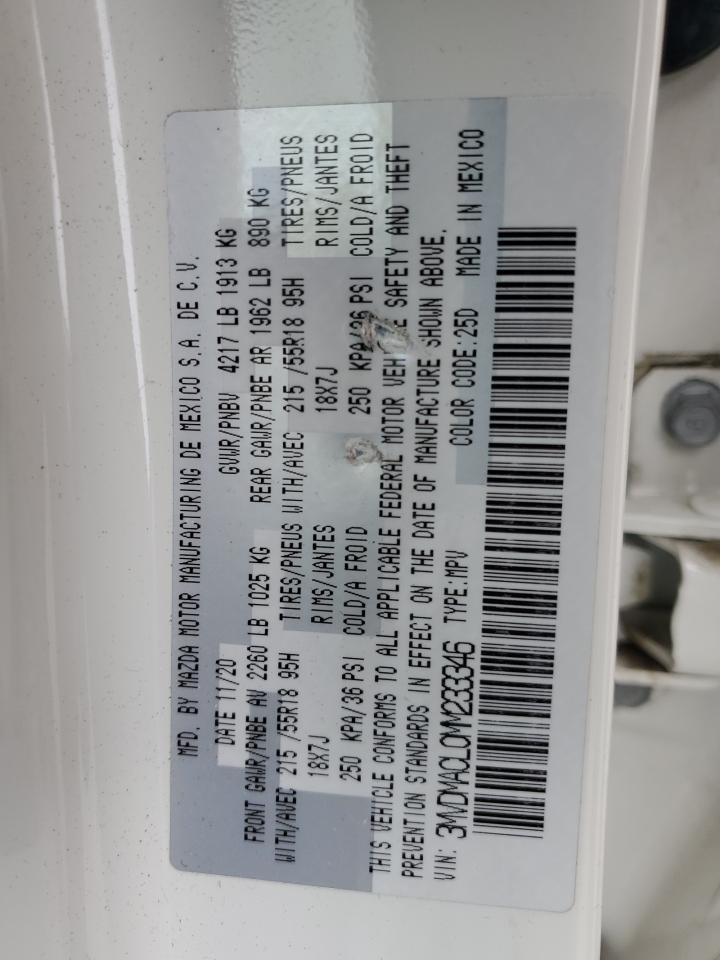 MFD. BY MAZDA MOTOR MANUFACTURING DE MEXICO S.A. DE C.V.
DATE 11/20 GVWR/PNBV 4217 LB 1913 KG
FRONT GAWR/PNBE AV 2260 LB 1025 KG REAR GAWR/PNBE AR 1962 LB 890 KG
WITH/AVEC 215 /55R18 95H TIRES/PNEUS WITH/AVEC 215 /55R18 95H TIRES/PNEUS
18X7J RIMS/JANTES 18X7J RIMS/JANTES
250 KPA/36 PSI COLD/A FROID 250 KPA/36 PSI COLD/A FROID
THIS VEHICLE CONFORMS TO ALL APPLICABLE FEDERAL MOTOR VEHICLE SAFETY AND THEFT
PREVENTION STANDARDS IN EFFECT ON THE DATE OF MANUFACTURE SHOWN ABOVE.
VIN: 3MVDMACL0MM233346 TYPE:MPV COLOR CODE:25D MADE IN MEXICO